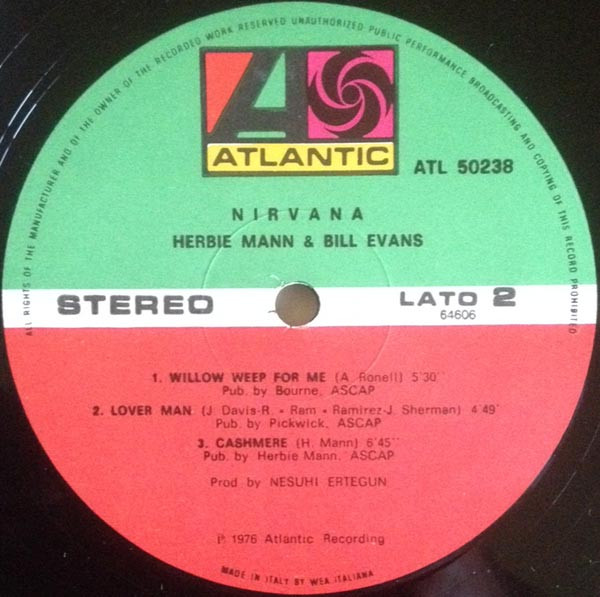 ALL RIGHTS OF THE MANUFACTURER AND OF THE OWNER OF THE RECORDED WORK RESERVED UNAUTHORIZED PUBLIC PERFORMANCE BROADCASTING AND COPYING OF THIS RECORD PROHIBITED
A
ATLANTIC
ATL 50238
NIRVANA
HERBIE MANN & BILL EVANS
STEREO
LATO 2
64606
1. WILLOW WEEP FOR ME (A. Ronell) 5'30''
Pub. by Bourne, ASCAP
2. LOVER MAN (J. Davis-R. - Ram - Ramirez-J. Sherman) 4'49'
Pub. by Pickwick, ASCAP
3. CASHMERE (H. Mann) 6'45''
Pub. by Herbie Mann, ASCAP
Prod by NESUHI ERTEGUN
℗ 1976 Atlantic Recording
MADE IN ITALY BY WEA ITALIANA